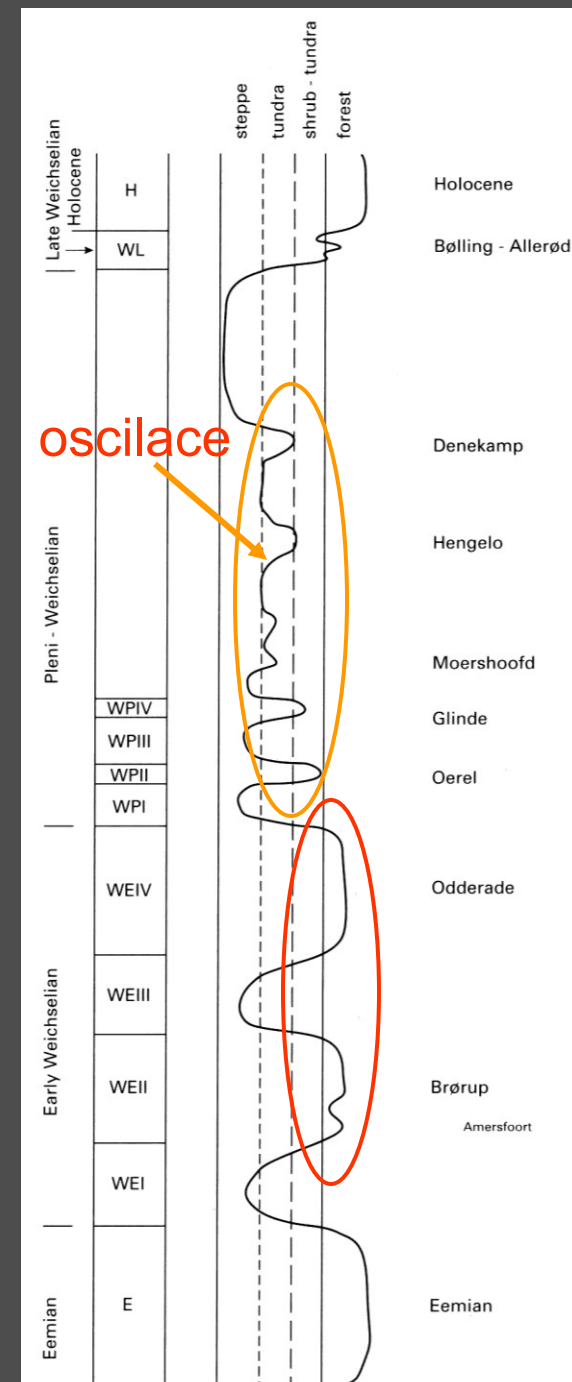 steppe
tundra
shrub - tundra
forest
Late Weichselian
Holocene
H
Holocene
WL
Bølling - Allerød
oscilace
Denekamp
Hengelo
Pleni - Weichselian
Moershoofd
WPIV
Glinde
WPIII
WPII
Oerel
WPI
WEIV
Odderade
Early Weichselian
WEIII
WEII
Brørup
Amersfoort
WEI
Eemian
E
Eemian